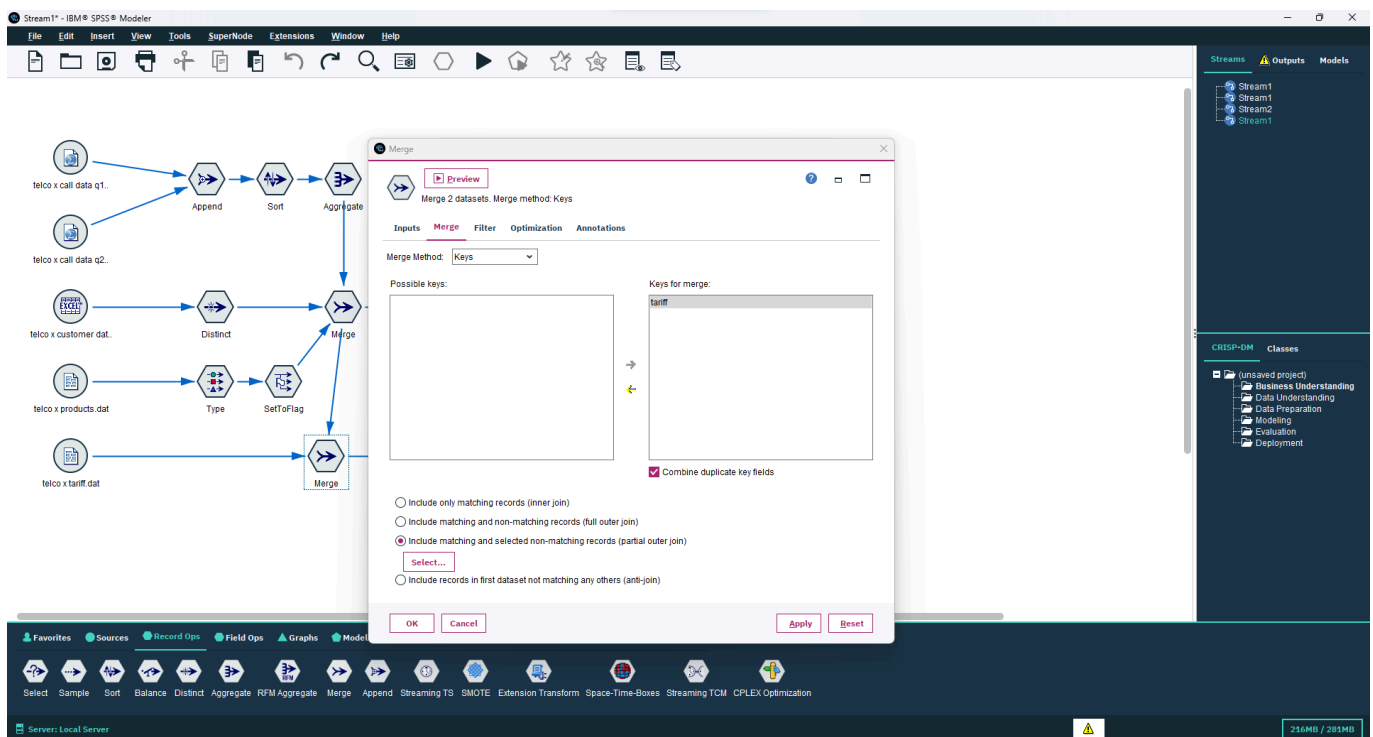 Stream1* - IBM® SPSS® Modeler
File Edit Insert View Tools SuperNode Extensions Window Help
Streams Outputs Models
Stream1
Stream1
Stream2
Stream1
telco x call data q1..
Append
Sort
Aggregate
telco x call data q2..
EXCEL
telco x customer dat..
Distinct
Merge
telco x products.dat
Type
SetToFlag
telco x tariff.dat
Merge
Merge
Preview
Merge 2 datasets. Merge method: Keys
Inputs Merge Filter Optimization Annotations
Merge Method: Keys
Possible keys:
Keys for merge:
tariff
Combine duplicate key fields
Include only matching records (inner join)
Include matching and non-matching records (full outer join)
Include matching and selected non-matching records (partial outer join)
Select...
Include records in first dataset not matching any others (anti-join)
OK Cancel Apply Reset
CRISP-DM Classes
(unsaved project)
Business Understanding
Data Understanding
Data Preparation
Modeling
Evaluation
Deployment
Favorites Sources Record Ops Field Ops Graphs Model
RFM
Select Sample Sort Balance Distinct Aggregate RFM Aggregate Merge Append Streaming TS SMOTE Extension Transform Space-Time-Boxes Streaming TCM CPLEX Optimization
Server: Local Server
216MB / 281MB